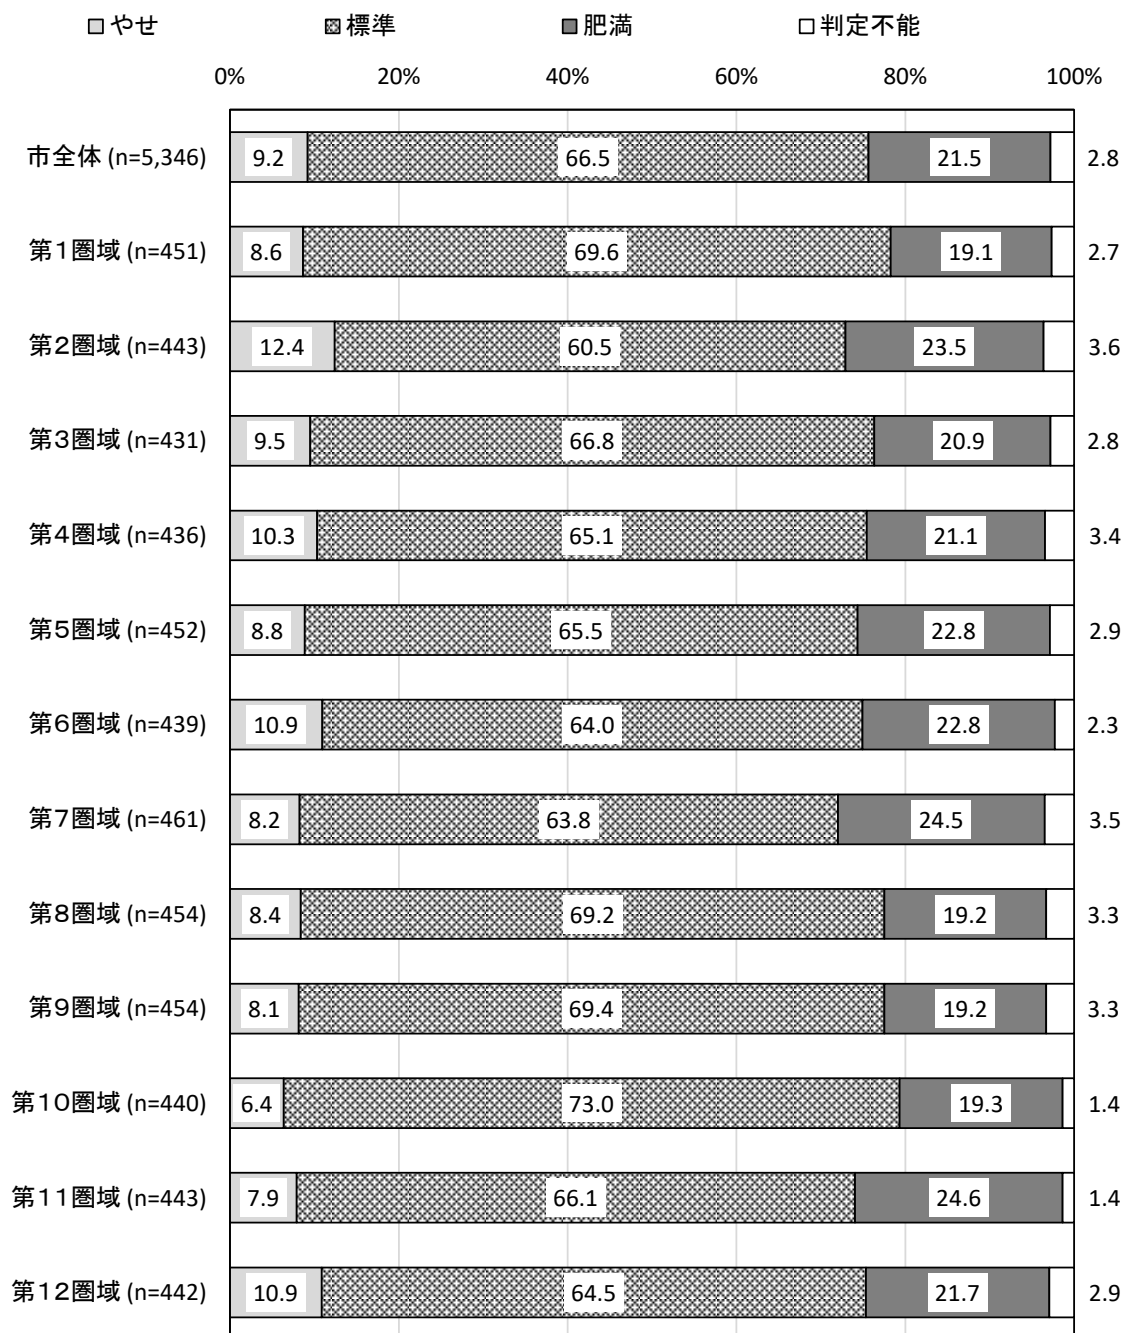 やせ 標準 肥満 判定不能
0% 20% 40% 60% 80% 100%
市全体 (n=5,346) 9.2 66.5 21.5 2.8
第1圏域 (n=451) 8.6 69.6 19.1 2.7
第2圏域 (n=443) 12.4 60.5 23.5 3.6
第3圏域 (n=431) 9.5 66.8 20.9 2.8
第4圏域 (n=436) 10.3 65.1 21.1 3.4
第5圏域 (n=452) 8.8 65.5 22.8 2.9
第6圏域 (n=439) 10.9 64.0 22.8 2.3
第7圏域 (n=461) 8.2 63.8 24.5 3.5
第8圏域 (n=454) 8.4 69.2 19.2 3.3
第9圏域 (n=454) 8.1 69.4 19.2 3.3
第10圏域 (n=440) 6.4 73.0 19.3 1.4
第11圏域 (n=443) 7.9 66.1 24.6 1.4
第12圏域 (n=442) 10.9 64.5 21.7 2.9